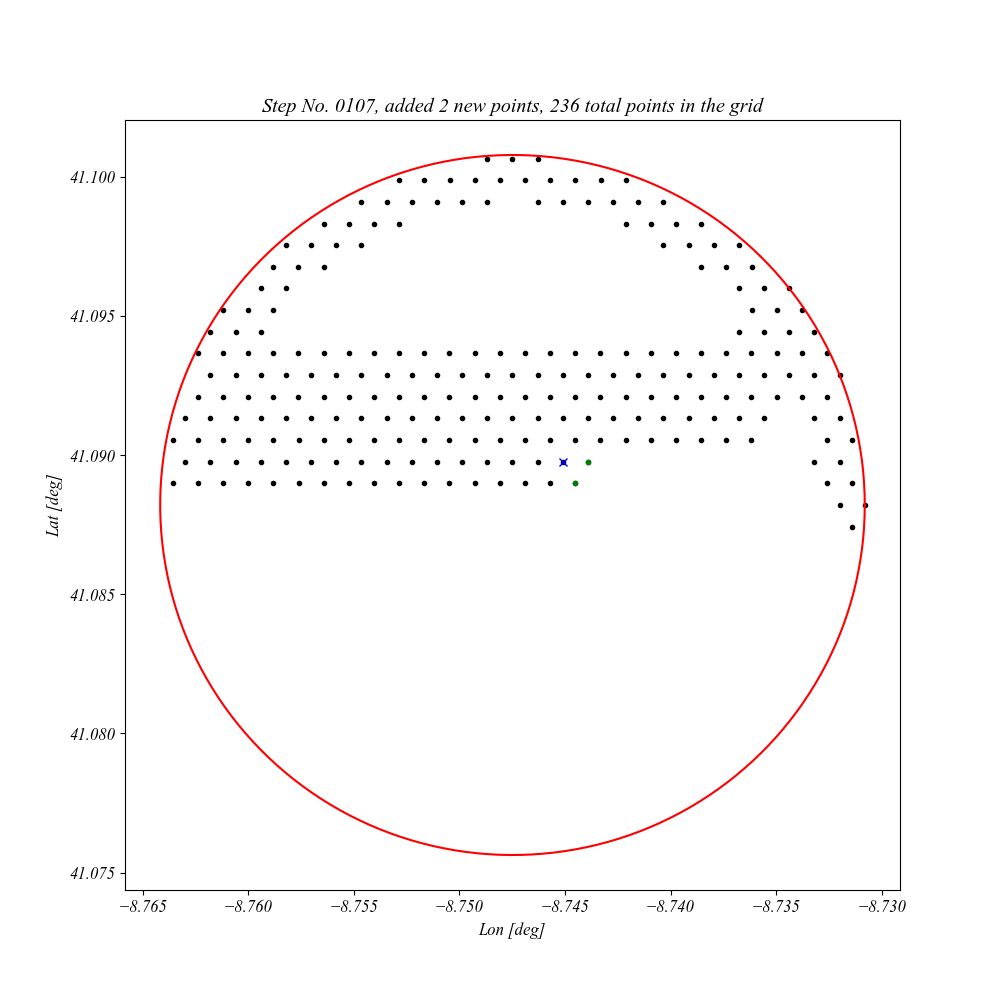 Step No. 0107, added 2 new points, 236 total points in the grid
41.100
41.095
41.090
41.085
41.080
41.075
Lat [deg]
−8.765 −8.760 −8.755 −8.750 −8.745 −8.740 −8.735 −8.730
Lon [deg]